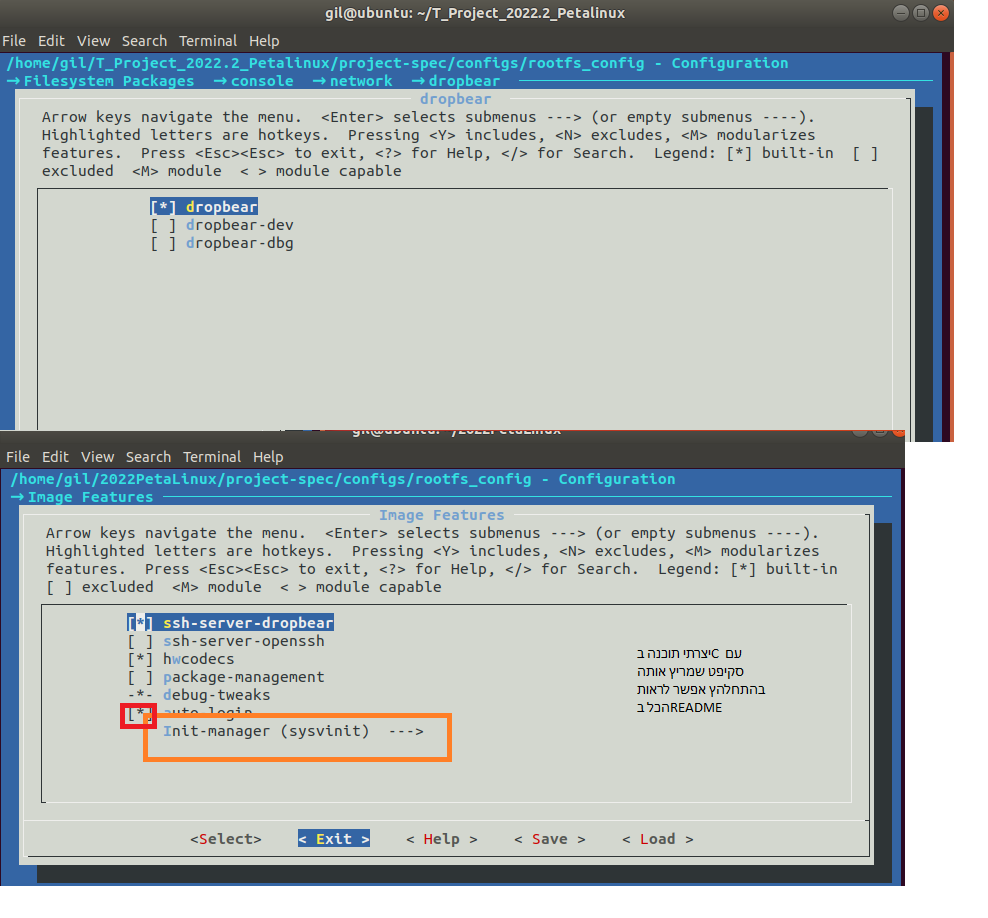 gil@ubuntu: ~/T_Project_2022.2_Petalinux
File Edit View Search Terminal Help
/home/gil/T_Project_2022.2_Petalinux/project-spec/configs/rootfs_config - Configuration
→ Filesystem Packages → console → network → dropbear
dropbear
Arrow keys navigate the menu. <Enter> selects submenus ---> (or empty submenus ----).
Highlighted letters are hotkeys. Pressing <Y> includes, <N> excludes, <M> modularizes
features. Press <Esc><Esc> to exit, <?> for Help, </> for Search. Legend: [*] built-in [ ]
excluded <M> module < > module capable
[*] dropbear
[ ] dropbear-dev
[ ] dropbear-dbg
gil@ubuntu: ~/2022PetaLinux
File Edit View Search Terminal Help
/home/gil/2022PetaLinux/project-spec/configs/rootfs_config - Configuration
→ Image Features
Image Features
Arrow keys navigate the menu. <Enter> selects submenus ---> (or empty submenus ----).
Highlighted letters are hotkeys. Pressing <Y> includes, <N> excludes, <M> modularizes
features. Press <Esc><Esc> to exit, <?> for Help, </> for Search. Legend: [*] built-in
[ ] excluded <M> module < > module capable
[*] ssh-server-dropbear
[ ] ssh-server-openssh
[*] hwcodecs
[ ] package-management
-*- debug-tweaks
[*] auto-login
Init-manager (sysvinit) --->
יצרתי תוכנה ב C עם
סקיפט שמריץ אותה
בהתחלהץ אפשר לראות
הכל ב README
<Select> < Exit > < Help > < Save > < Load >